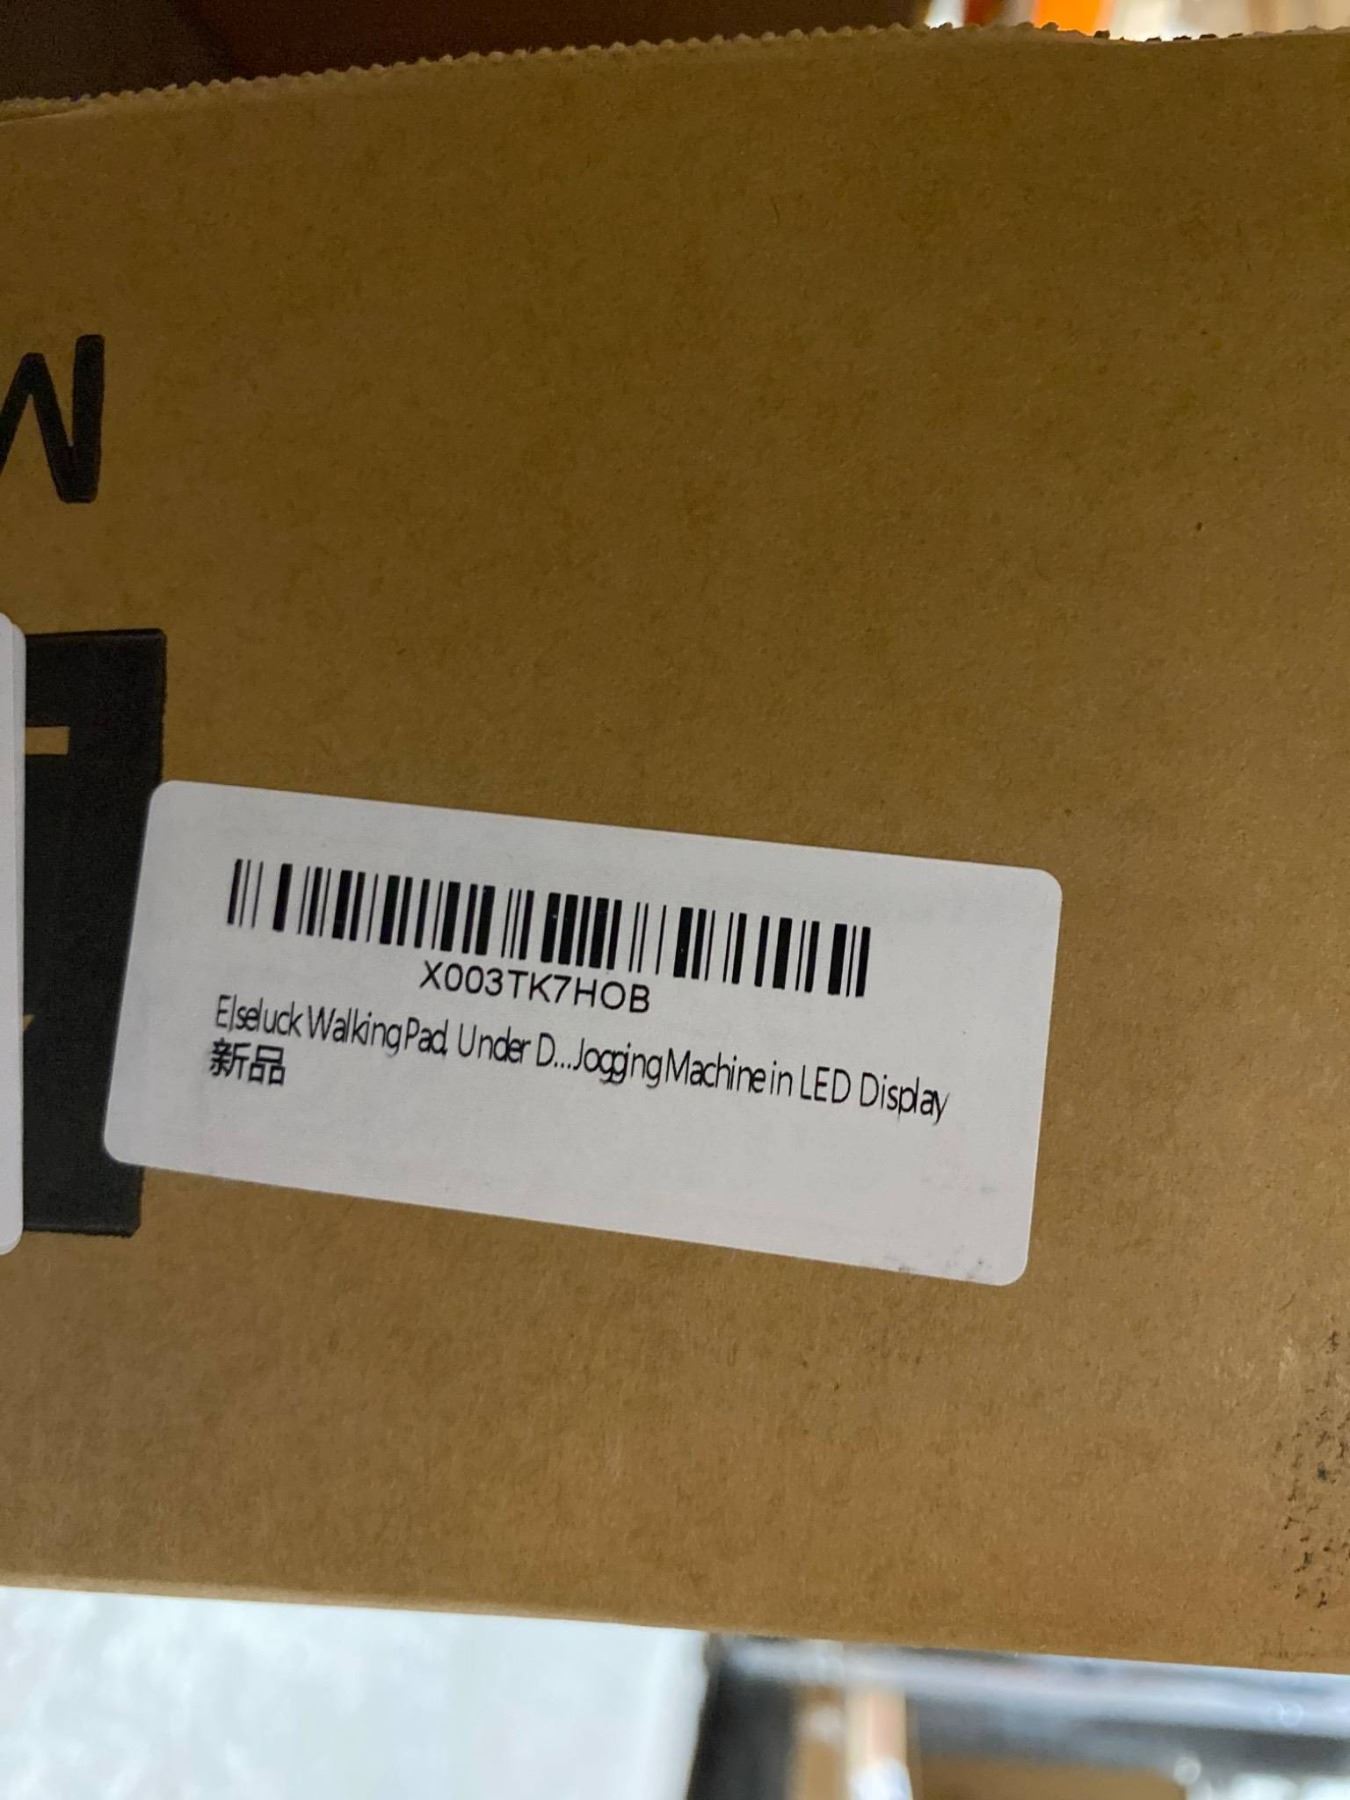 M
X003TK7HOB
Elseluck Walking Pad, Under D...Jogging Machine in LED Display
新品